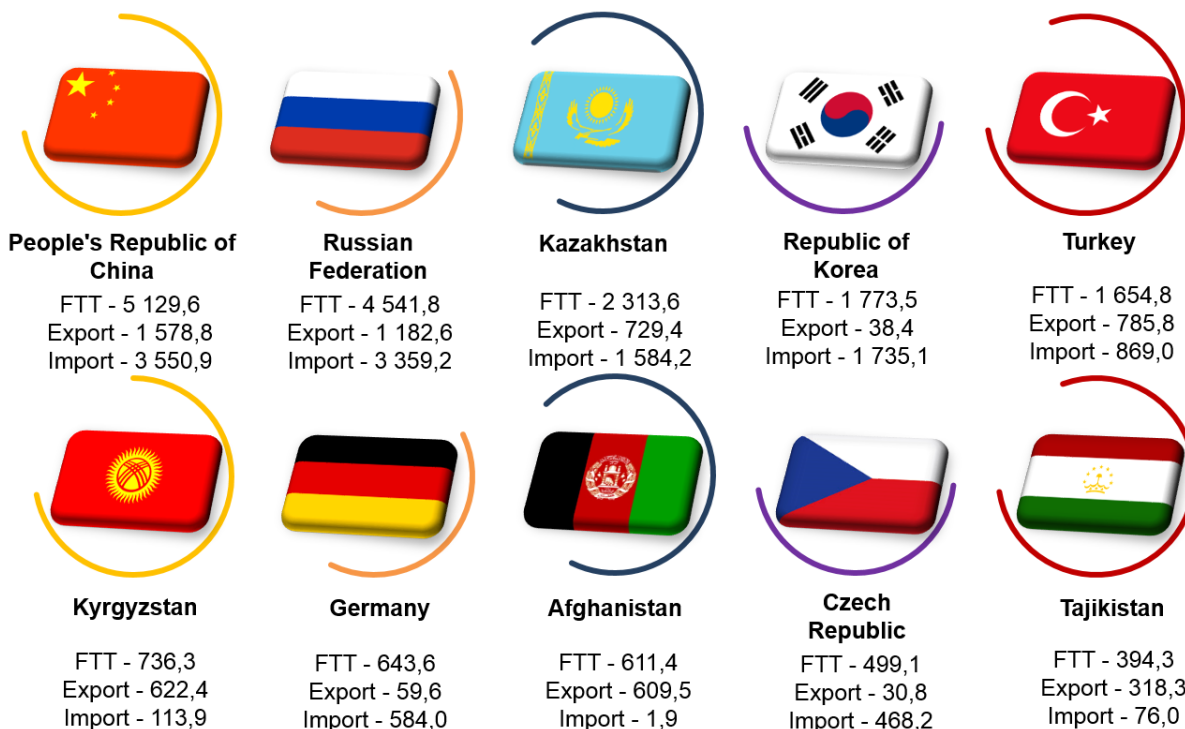 People's Republic of
China
FTT - 5 129,6
Export - 1 578,8
Import - 3 550,9
Russian
Federation
FTT - 4 541,8
Export - 1 182,6
Import - 3 359,2
Kazakhstan
FTT - 2 313,6
Export - 729,4
Import - 1 584,2
Republic of
Korea
FTT - 1 773,5
Export - 38,4
Import - 1 735,1
Turkey
FTT - 1 654,8
Export - 785,8
Import - 869,0
Kyrgyzstan
FTT - 736,3
Export - 622,4
Import - 113,9
Germany
FTT - 643,6
Export - 59,6
Import - 584,0
Afghanistan
FTT - 611,4
Export - 609,5
Import - 1,9
Czech
Republic
FTT - 499,1
Export - 30,8
Import - 468,2
Tajikistan
FTT - 394,3
Export - 318,3
Import - 76,0